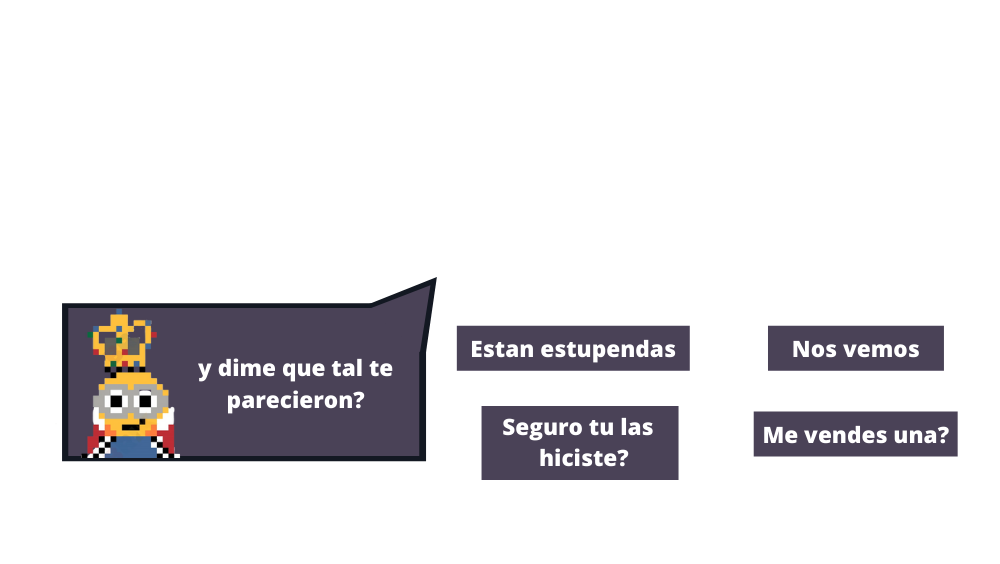 y dime que tal te
parecieron?
Estan estupendas
Nos vemos
Seguro tu las
hiciste?
Me vendes una?